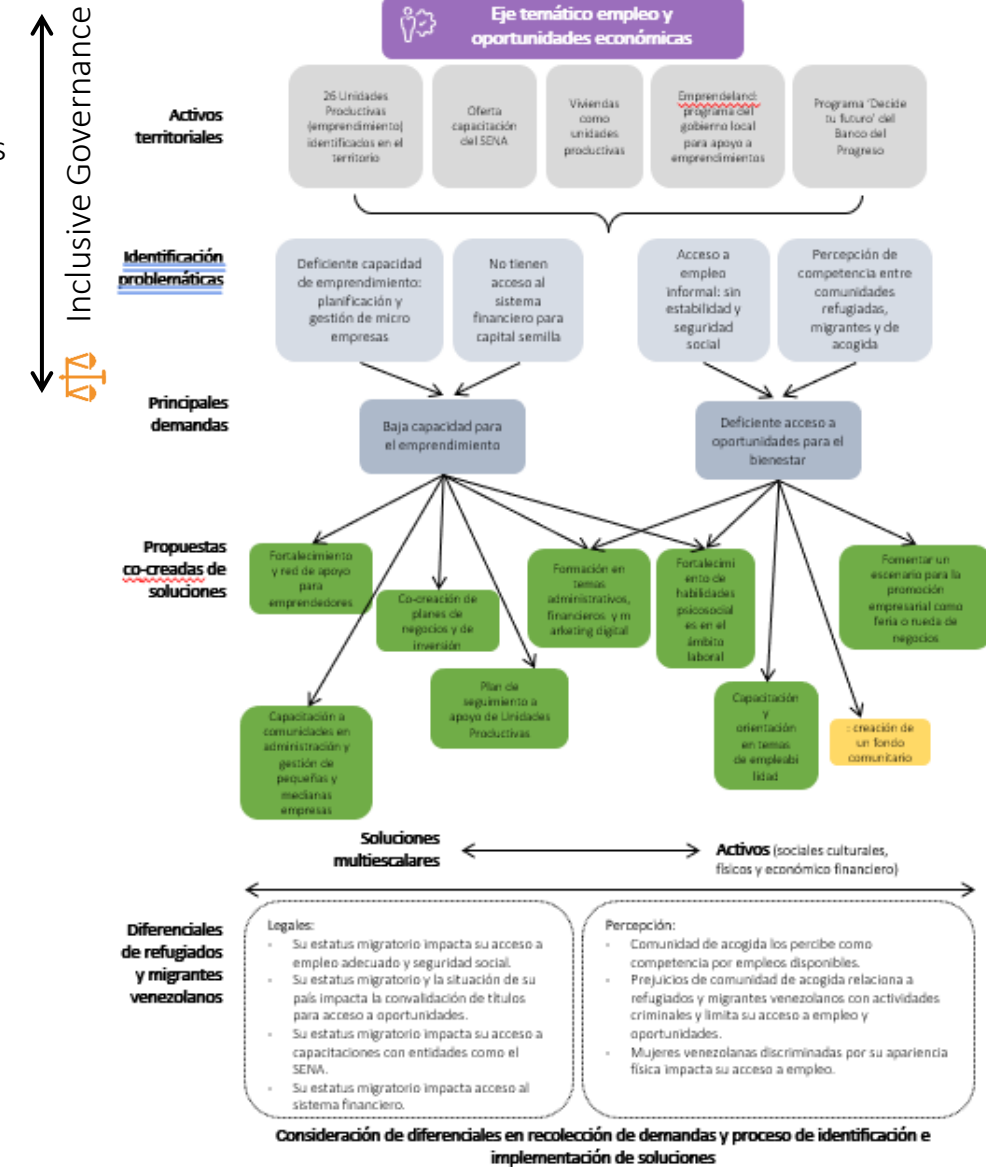 Eje temático empleo y
oportunidades económicas
Inclusive Governance
s
Activos
territoriales
26 Unidades
Productivas
(emprendimiento)
identificados en el
territorio
Oferta
capacitación
del SENA
Viviendas
como
unidades
productivas
Emprendeland:
programa del
gobierno local
para apoyo a
emprendimientos
Programa 'Decide
tu futuro' del
Banco del
Progreso
Identificación
problemáticas
Deficiente capacidad
de emprendimiento:
planificación y
gestión de micro
empresas
No tienen
acceso al
sistema
financiero para
capital semilla
Acceso a
empleo
informal: sin
estabilidad y
seguridad
social
Percepción de
competencia entre
comunidades
refugiadas,
migrantes y de
acogida
Principales
demandas
Baja capacidad para
el emprendimiento
Deficiente acceso a
oportunidades para el
bienestar
Propuestas
co-creadas de
soluciones
Fortalecimiento
y red de apoyo
para
emprendedores
Co-creación de
planes de
negocios y de
inversión
Formación en
temas
administrativos,
financieros y m
arketing digital
Fortalecimi
ento de
habilidades
psicosocial
es en el
ámbito
laboral
Fomentar un
escenario para la
promoción
empresarial como
feria o rueda de
negocios
Capacitación a
comunidades en
administración y
gestión de
pequeñas y
medianas
empresas
Plan de
seguimiento a
apoyo de Unidades
Productivas
Capacitación
y
orientación
en temas
de empleabi
lidad
: creación de
un fondo
comunitario
Soluciones
multiescalares
Activos (sociales culturales,
físicos y económico financiero)
Diferenciales
de refugiados
y migrantes
venezolanos
Legales:
- Su estatus migratorio impacta su acceso a
empleo adecuado y seguridad social.
- Su estatus migratorio y la situación de su
país impacta la convalidación de títulos
para acceso a oportunidades.
- Su estatus migratorio impacta su acceso a
capacitaciones con entidades como el
SENA.
- Su estatus migratorio impacta acceso al
sistema financiero.
Percepción:
- Comunidad de acogida los percibe como
competencia por empleos disponibles.
- Prejuicios de comunidad de acogida relaciona a
refugiados y migrantes venezolanos con actividades
criminales y limita su acceso a empleo y
oportunidades.
- Mujeres venezolanas discriminadas por su apariencia
física impacta su acceso a empleo.
Consideración de diferenciales en recolección de demandas y proceso de identificación e
implementación de soluciones